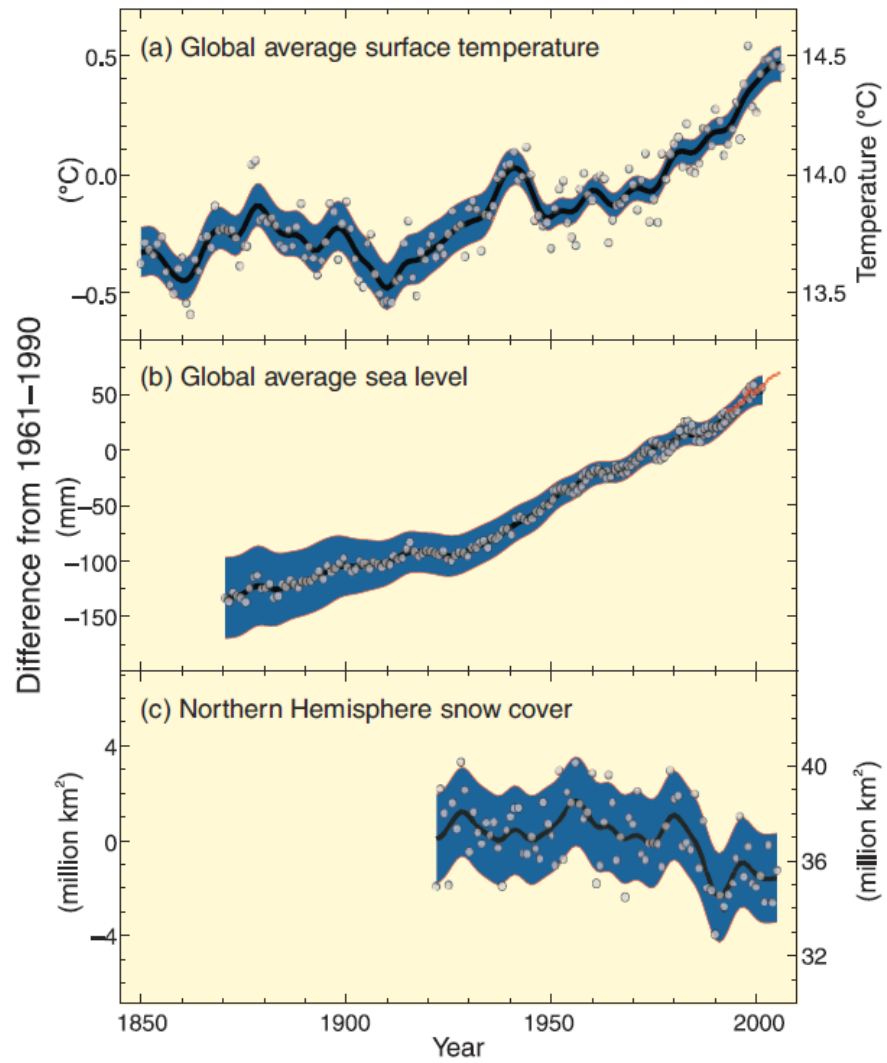 (a) Global average surface temperature
0.5
0.0
−0.5
(°C)
14.5
14.0
13.5
Temperature (°C)
Difference from 1961–1990
(b) Global average sea level
50
0
−50
−100
−150
(mm)
(c) Northern Hemisphere snow cover
4
0
−4
(million km²)
40
36
32
(million km²)
1850
1900
1950
2000
Year